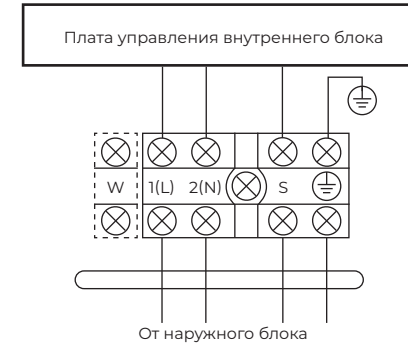 Плата управления внутреннего блока
W 1(L) 2(N) S
От наружного блока